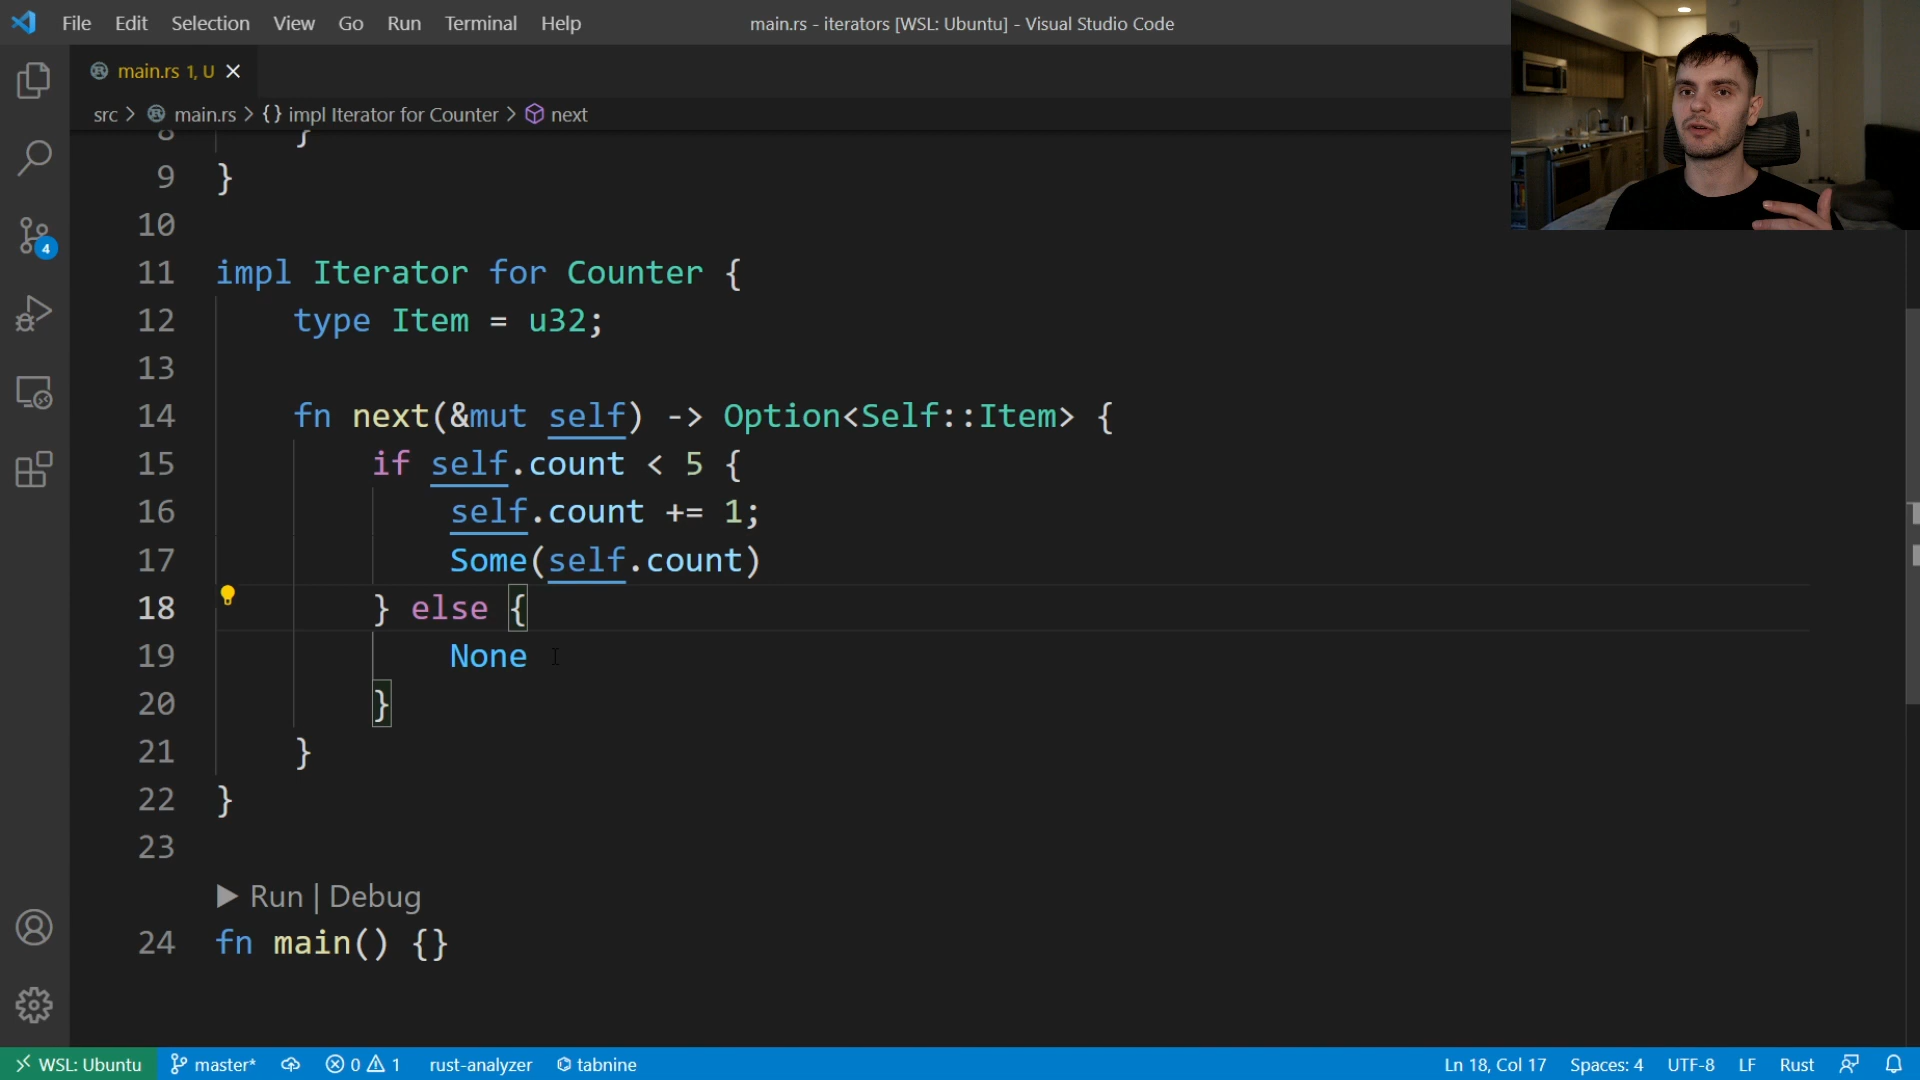 File Edit Selection View Go Run Terminal Help
main.rs - iterators [WSL: Ubuntu] - Visual Studio Code
main.rs 1, U
src > main.rs > {} impl Iterator for Counter > next
8 }
9 }
10
11 impl Iterator for Counter {
12 type Item = u32;
13
14 fn next(&mut self) -> Option<Self::Item> {
15 if self.count < 5 {
16 self.count += 1;
17 Some(self.count)
18 } else {
19 None
20 }
21 }
22 }
23
Run | Debug
24 fn main() {}
4
WSL: Ubuntu master* 0 1 rust-analyzer tabnine Ln 18, Col 17 Spaces: 4 UTF-8 LF Rust